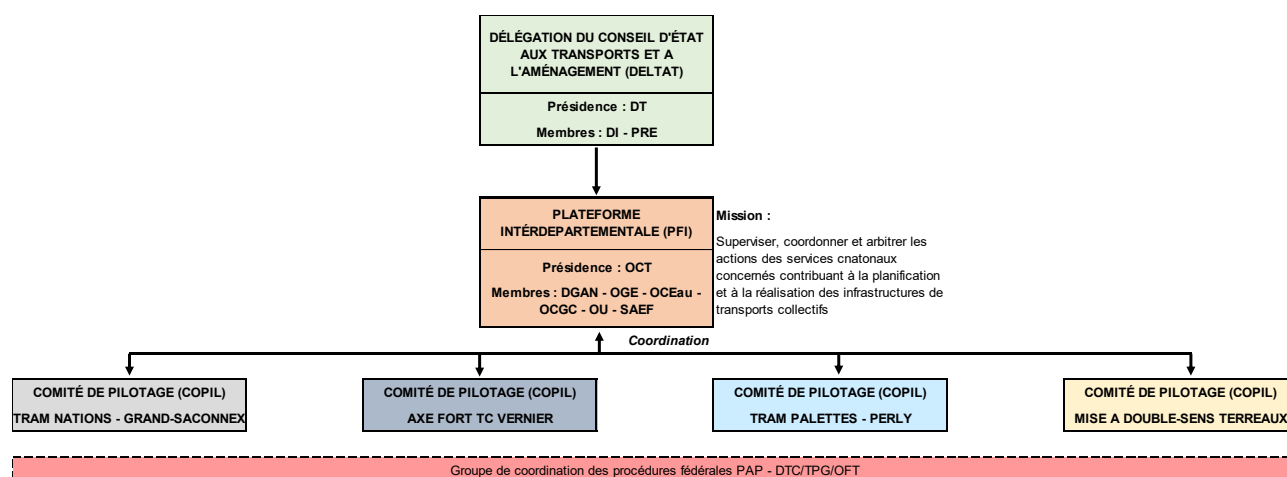 DÉLÉGATION DU CONSEIL D'ÉTAT
AUX TRANSPORTS ET A
L'AMÉNAGEMENT (DELTAT)
Présidence : DT
Membres : DI - PRE
PLATEFORME
INTÉRDEPARTEMENTALE (PFI)
Présidence : OCT
Membres : DGAN - OGE - OCEau -
OCGC - OU - SAEF
Mission :
Superviser, coordonner et arbitrer les
actions des services cnatonaux
concernés contribuant à la planification
et à la réalisation des infrastructures de
transports collectifs
Coordination
COMITÉ DE PILOTAGE (COPIL)
TRAM NATIONS - GRAND-SACONNEX
COMITÉ DE PILOTAGE (COPIL)
AXE FORT TC VERNIER
COMITÉ DE PILOTAGE (COPIL)
TRAM PALETTES - PERLY
COMITÉ DE PILOTAGE (COPIL)
MISE A DOUBLE-SENS TERREAUX
Groupe de coordination des procédures fédérales PAP - DTC/TPG/OFT